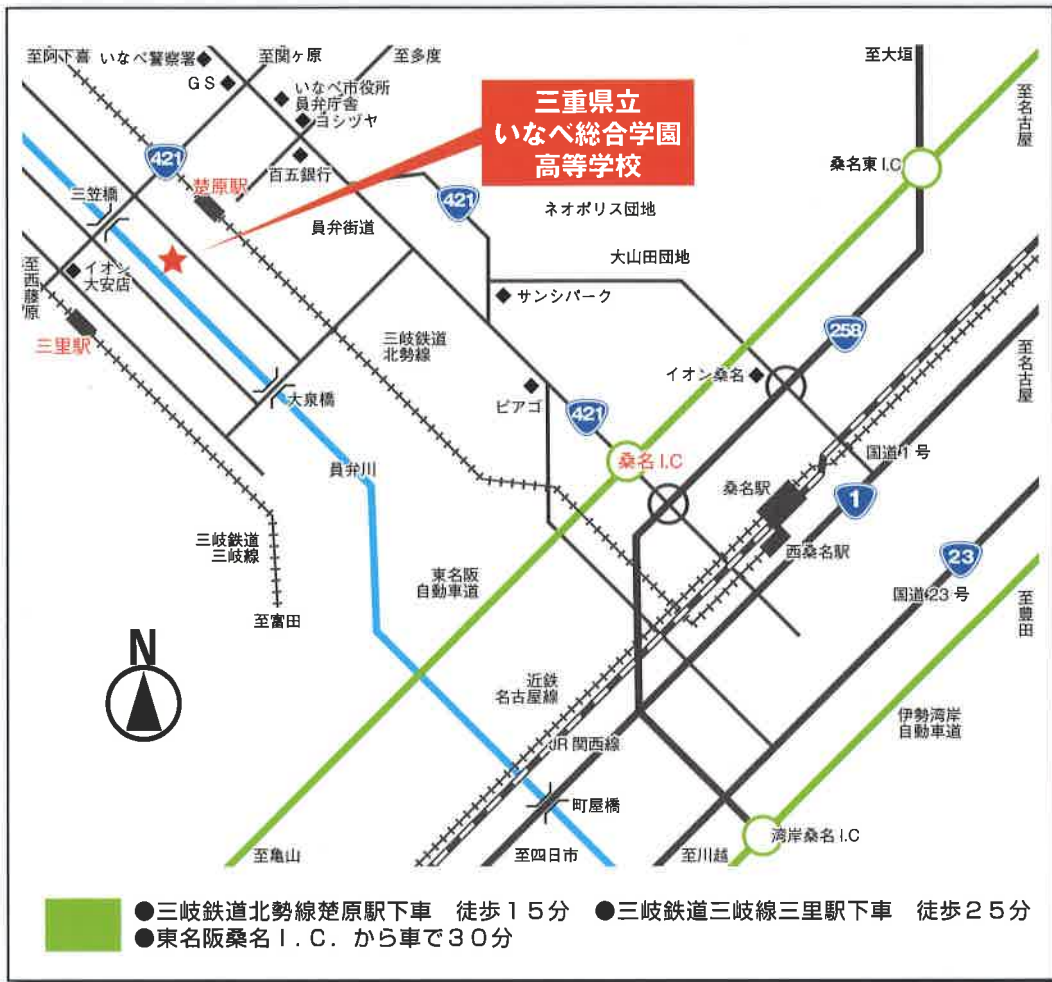 至阿下喜
いなべ警察署
至関ヶ原
至多度
至大垣
GS
いなべ市役所
員弁庁舎
ヨシヅヤ
三重県立
いなべ総合学園
高等学校
至名古屋
桑名東I.C
421
百五銀行
楚原駅
三笠橋
421
ネオポリス団地
員弁街道
大山田団地
至西藤原
イオン
大安店
サンシパーク
三里駅
三岐鉄道
北勢線
258
至名古屋
イオン桑名
大泉橋
ピアゴ
421
員弁川
桑名I.C
国道1号
桑名駅
1
三岐鉄道
三岐線
西桑名駅
23
東名阪
自動車道
国道23号
至富田
至豊田
N
近鉄
名古屋線
伊勢湾岸
自動車道
JR関西線
町屋橋
湾岸桑名I.C
至亀山
至四日市
至川越
●三岐鉄道北勢線楚原駅下車 徒歩15分 ●三岐鉄道三岐線三里駅下車 徒歩25分
●東名阪桑名I.C.から車で30分